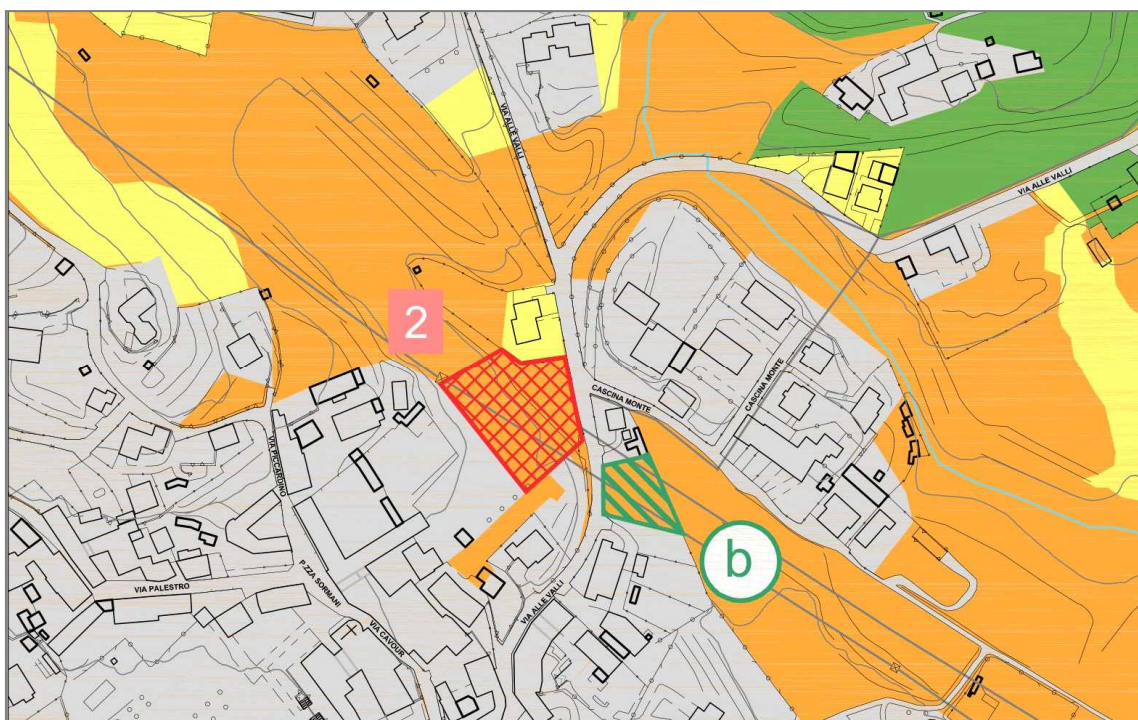 VIA ALLE VALLI
VIA ALLE VALLI
2
CASCINA MONTE
CASCINA MONTE
VIA PICCARDINO
b
VIA PALESTRO
P.ZZA SORMANI
VIA ALLE VALLI
VIA CAVOUR